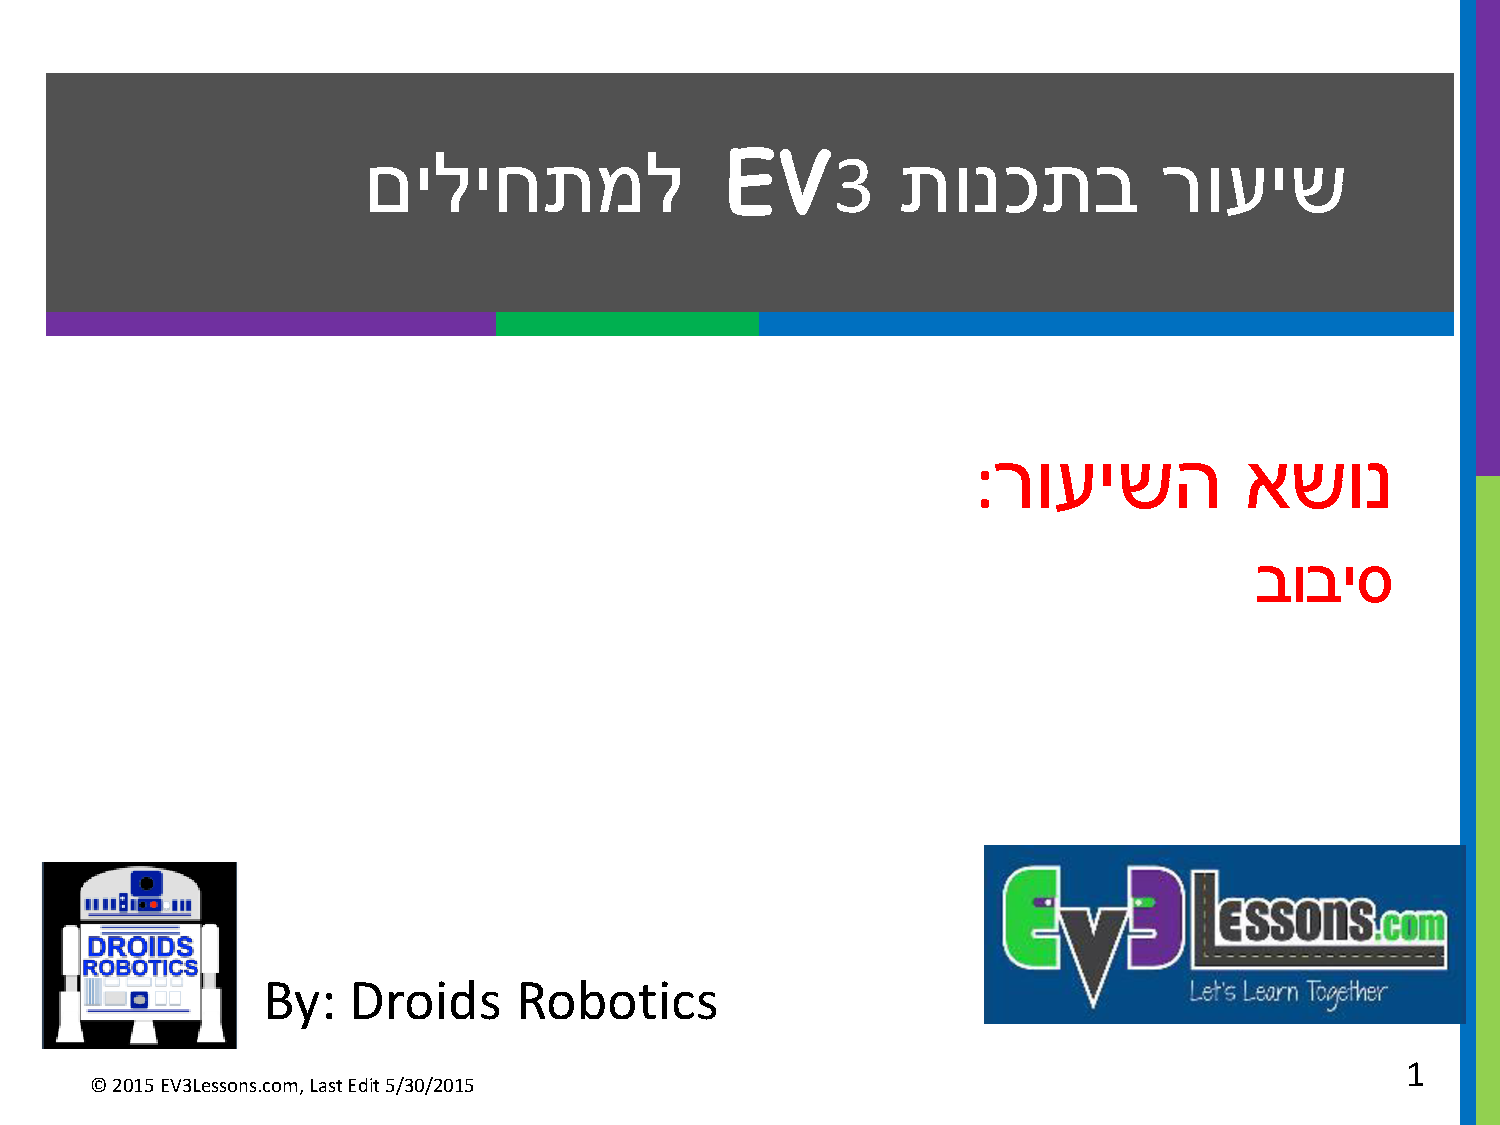 שיעור בתכנות EV3 למתחילים
נושא השיעור:
סיבוב
DROIDS
ROBOTICS
By: Droids Robotics
Ev3Lessons.com
Let's Learn Together
© 2015 EV3Lessons.com, Last Edit 5/30/2015
1